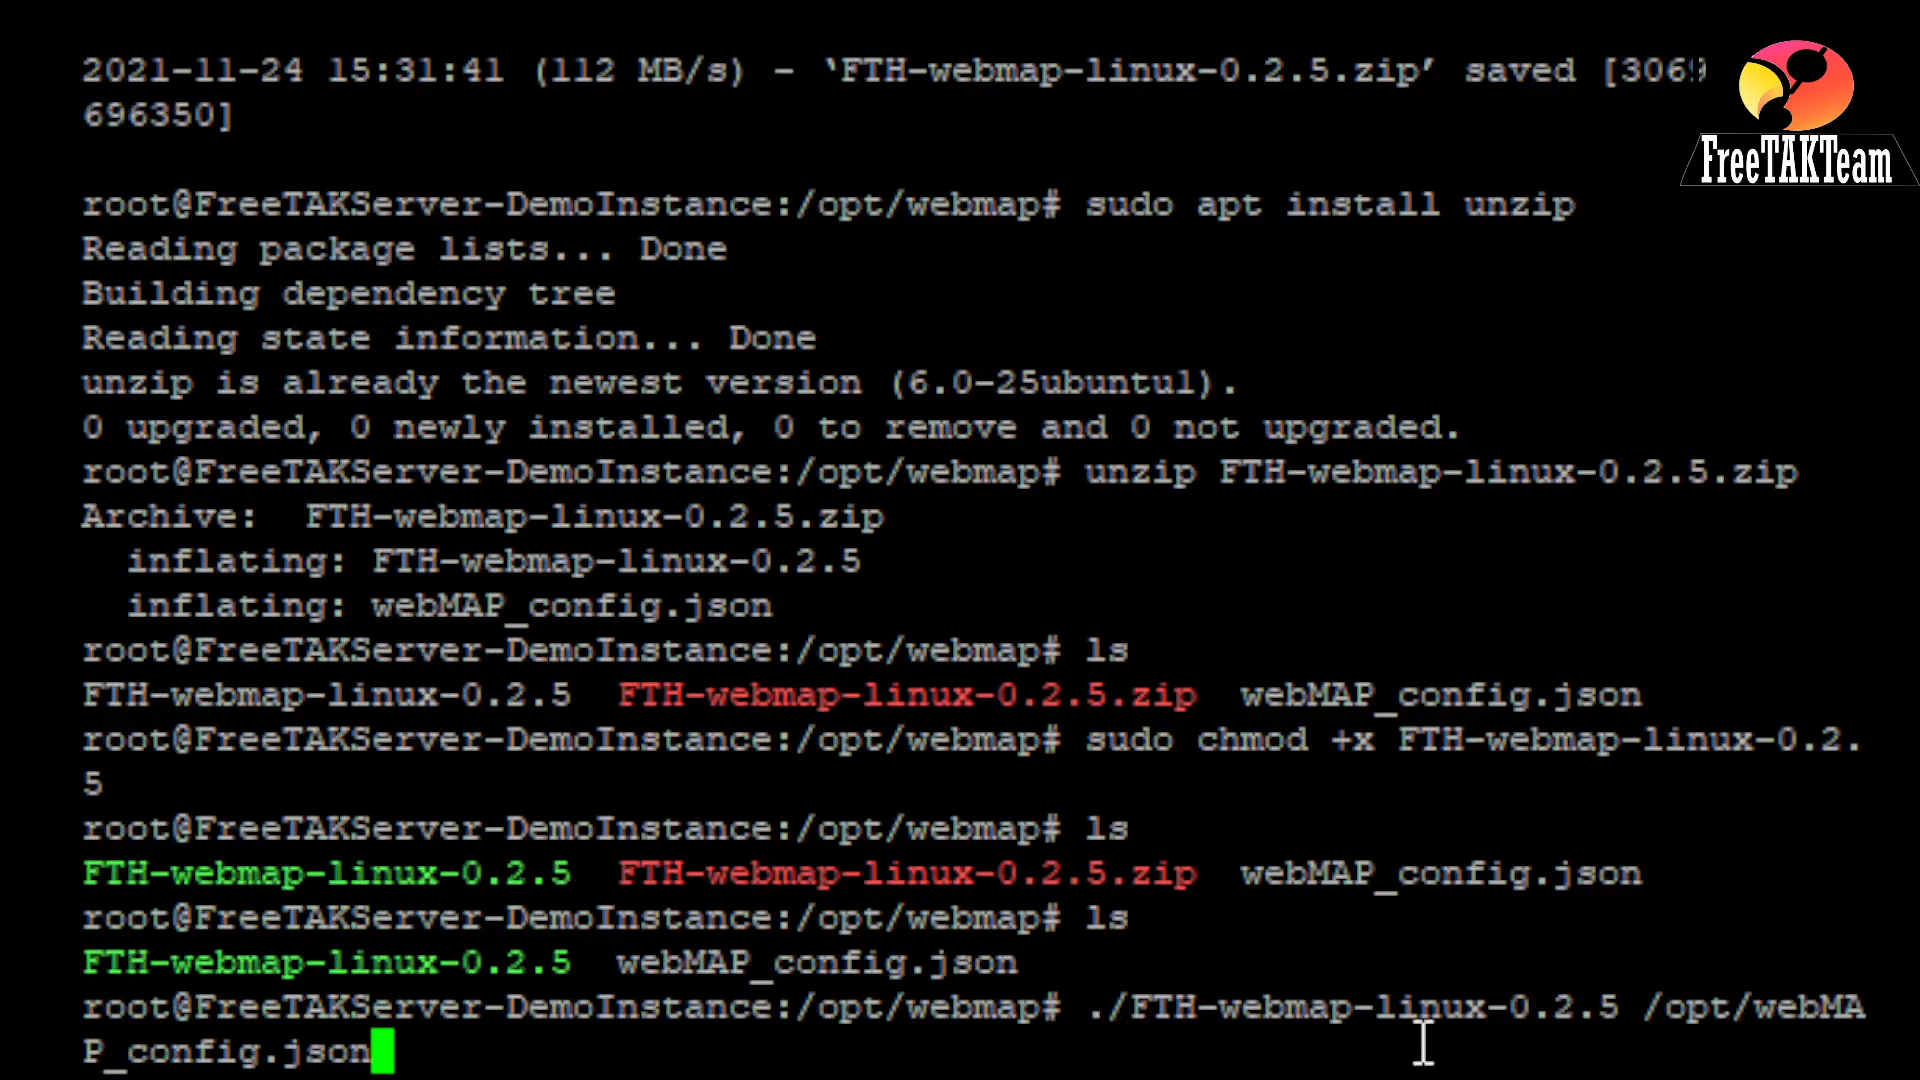 2021-11-24 15:31:41 (112 MB/s) - ‘FTH-webmap-linux-0.2.5.zip’ saved [3069
696350]
FreeTAKTeam
root@FreeTAKServer-DemoInstance:/opt/webmap# sudo apt install unzip
Reading package lists... Done
Building dependency tree
Reading state information... Done
unzip is already the newest version (6.0-25ubuntu1).
0 upgraded, 0 newly installed, 0 to remove and 0 not upgraded.
root@FreeTAKServer-DemoInstance:/opt/webmap# unzip FTH-webmap-linux-0.2.5.zip
Archive:  FTH-webmap-linux-0.2.5.zip
  inflating: FTH-webmap-linux-0.2.5
  inflating: webMAP_config.json
root@FreeTAKServer-DemoInstance:/opt/webmap# ls
FTH-webmap-linux-0.2.5  FTH-webmap-linux-0.2.5.zip  webMAP_config.json
root@FreeTAKServer-DemoInstance:/opt/webmap# sudo chmod +x FTH-webmap-linux-0.2.
5
root@FreeTAKServer-DemoInstance:/opt/webmap# ls
FTH-webmap-linux-0.2.5  FTH-webmap-linux-0.2.5.zip  webMAP_config.json
root@FreeTAKServer-DemoInstance:/opt/webmap# ls
FTH-webmap-linux-0.2.5  webMAP_config.json
root@FreeTAKServer-DemoInstance:/opt/webmap# ./FTH-webmap-linux-0.2.5 /opt/webMA
P_config.json